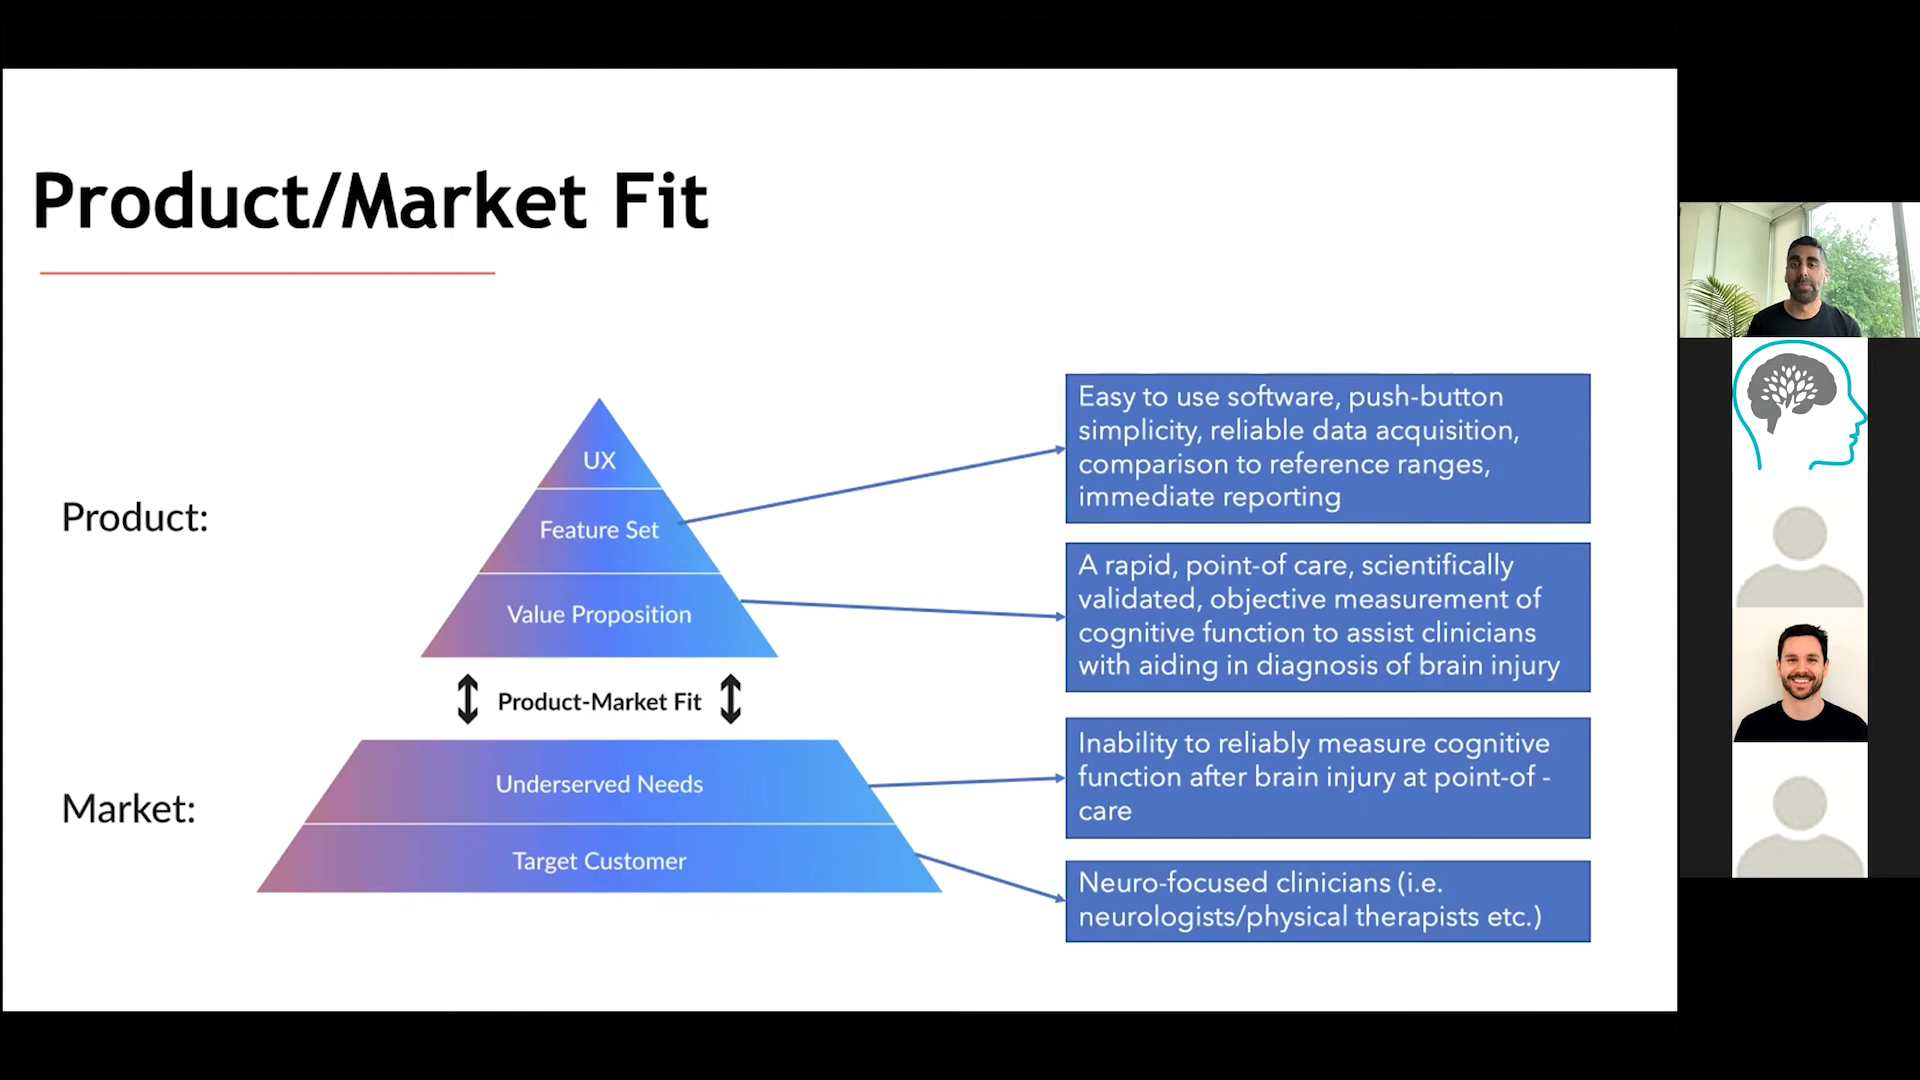 Product/Market Fit
Product:
UX
Feature Set
Value Proposition
Product-Market Fit
Market:
Underserved Needs
Target Customer
Easy to use software, push-button
simplicity, reliable data acquisition,
comparison to reference ranges,
immediate reporting
A rapid, point-of care, scientifically
validated, objective measurement of
cognitive function to assist clinicians
with aiding in diagnosis of brain injury
Inability to reliably measure cognitive
function after brain injury at point-of -
care
Neuro-focused clinicians (i.e.
neurologists/physical therapists etc.)